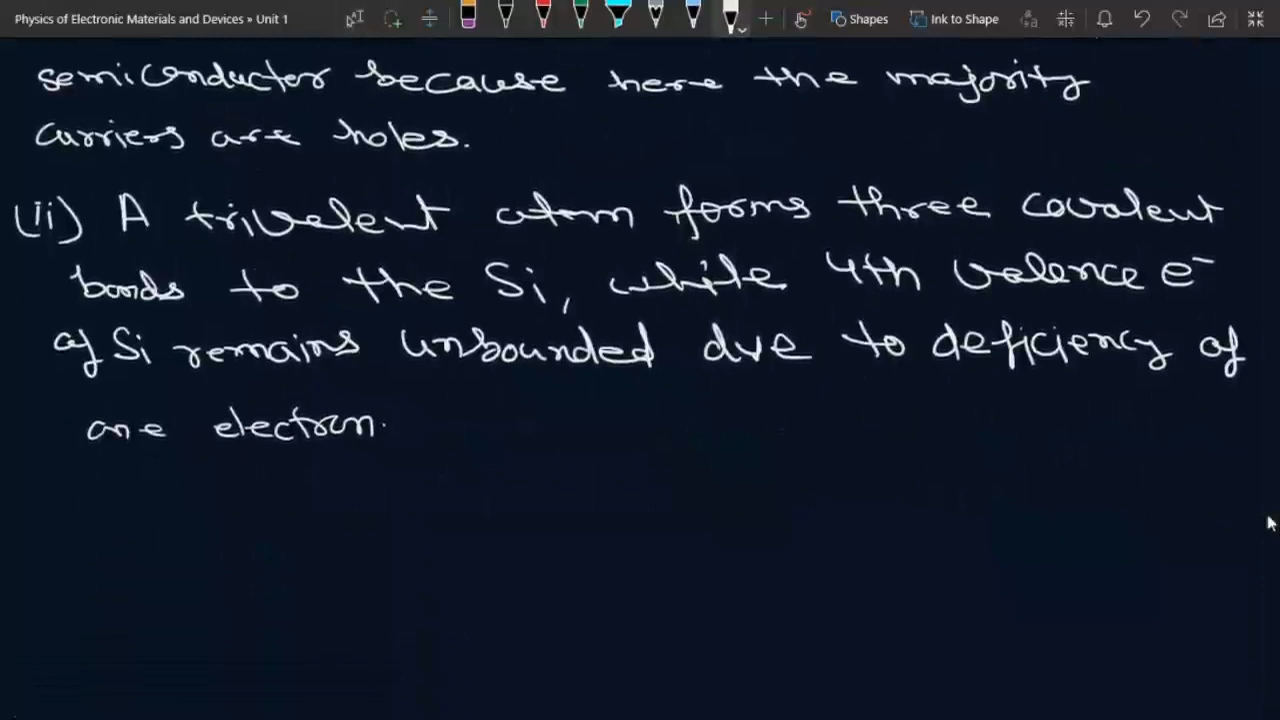 Physics of Electronic Materials and Devices » Unit 1
Shapes
Ink to Shape
semiconductor because here the majority
carriers are holes.
(ii) A trivalent atom forms three covalent
bonds to the Si, while 4th valence e⁻
of Si remains unbounded due to deficiency of
one electron.